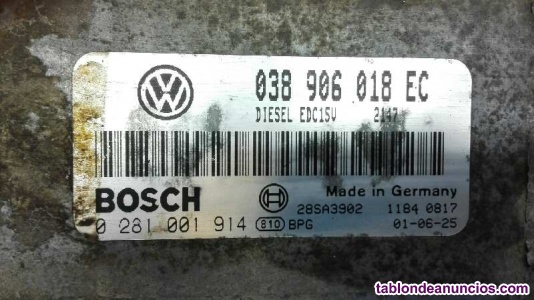 038 906 018 EC
DIESEL EDC15V 2147
BOSCH
Made in Germany
28SA3902 1184 0817
0 281 001 914 810 BPG 01-06-25
tablondeanuncios.com